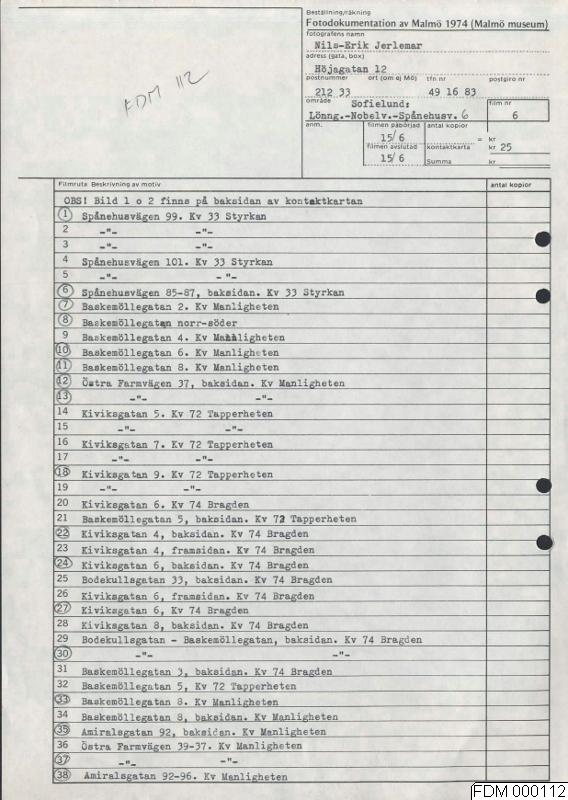 FDM 112
Beställning/räkning
Fotodokumentation av Malmö 1974 (Malmö museum)
fotografens namn
Nils-Erik Jerlemar
adress (gata, box)
Höjagatan 12
postnummer ort (om ej Mö) tfn nr postgiro nr
212 33 49 16 83
område film nr
Sofielund:
Lönng.-Nobelv.-Spånehusv. 6 6
anm. filmen påbörjad antal kopior
15/6 = kr
filmen avslutad kontaktkarta kr 25
15/6 Summa kr
Filmruta Beskrivning av motiv antal kopior
OBS! Bild 1 o 2 finns på baksidan av kontaktkartan
1 Spånehusvägen 99. Kv 33 Styrkan
2 -"- -"-
3 -"- -"-
4 Spånehusvägen 101. Kv 33 Styrkan
5 -"- -"-
6 Spånehusvägen 85-87, baksidan. Kv 33 Styrkan
7 Baskemöllegatan 2. Kv Manligheten
8 Baskemöllegatan norr-söder
9 Baskemöllegatan 4. Kv Manligheten
10 Baskemöllegatan 6. Kv Manligheten
11 Baskemöllegatan 8. Kv Manligheten
12 Östra Farmvägen 37, baksidan. Kv Manligheten
13 -"- -"-
14 Kiviksgatan 5. Kv 72 Tapperheten
15 -"- -"-
16 Kiviksgatan 7. Kv 72 Tapperheten
17 -"- -"-
18 Kiviksgatan 9. Kv 72 Tapperheten
19 -"- -"-
20 Kiviksgatan 6. Kv 74 Bragden
21 Baskemöllegatan 5, baksidan. Kv 72 Tapperheten
22 Kiviksgatan 4, baksidan. Kv 74 Bragden
23 Kiviksgatan 4, framsidan. Kv 74 Bragden
24 Kiviksgatan 6, baksidan. Kv 74 Bragden
25 Bodekullsgatan 33, baksidan. Kv 74 Bragden
26 Kiviksgatan 6, framsidan. Kv 74 Bragden
27 Kiviksgatan 6, Kv 74 Bragden
28 Kiviksgatan 8, baksidan. Kv 74 Bragden
29 Bodekullsgatan - Baskemöllegatan, baksidan. Kv 74 Bragden
30 -"- -"-
31 Baskemöllegatan 3, baksidan. Kv 74 Bragden
32 Baskemöllegatan 5, Kv 72 Tapperheten
33 Baskemöllegatan 8. Kv Manligheten
34 Baskemöllegatan 8, baksidan. Kv Manligheten
35 Amiralsgatan 92, baksidan. Kv Manligheten
36 Östra Farmvägen 39-37. Kv Manligheten
37 -"- -"-
38 Amiralsgatan 92-96. Kv Manligheten
FDM 000112